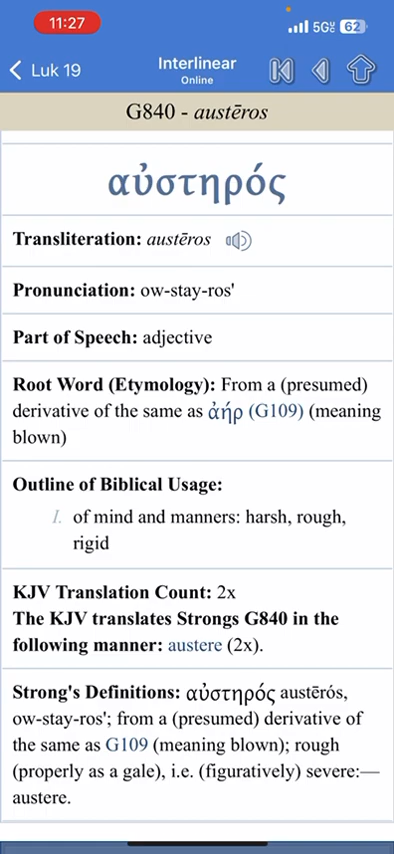 11:27 5G 62
Luk 19 Interlinear
Online
G840 - austēros
αὐστηρός
Transliteration: austēros
Pronunciation: ow-stay-ros'
Part of Speech: adjective
Root Word (Etymology): From a (presumed)
derivative of the same as ἀήρ (G109) (meaning
blown)
Outline of Biblical Usage:
I. of mind and manners: harsh, rough,
rigid
KJV Translation Count: 2x
The KJV translates Strongs G840 in the
following manner: austere (2x).
Strong's Definitions: αὐστηρός austērós,
ow-stay-ros'; from a (presumed) derivative of
the same as G109 (meaning blown); rough
(properly as a gale), i.e. (figuratively) severe:—
austere.